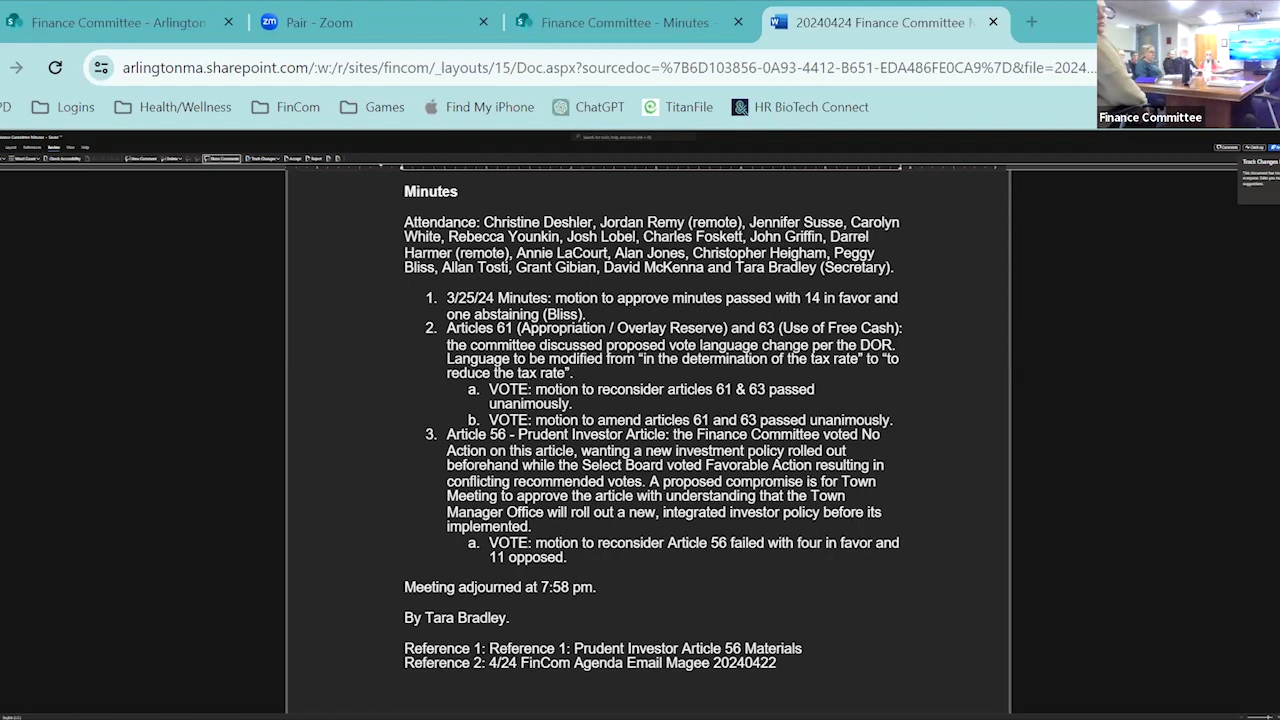 Finance Committee - Arlington
Pair - Zoom
Finance Committee - Minutes -
20240424 Finance Committee
arlingtonma.sharepoint.com/:w:/r/sites/fincom/_layouts/15
aspx?sourcedoc=%7B6D103856-0A93-4412-B651-EDA486FE0CA9%7D&file=2024...
Logins
Health/Wellness
FinCom
Games
Find My iPhone
ChatGPT
TitanFile
HR BioTech Connect
Finance Committee
Minutes
Attendance: Christine Deshler, Jordan Remy (remote), Jennifer Susse, Carolyn
White, Rebecca Younkin, Josh Lobel, Charles Foskett, John Griffin, Darrel
Harmer (remote), Annie LaCourt, Alan Jones, Christopher Heigham, Peggy
Bliss, Allan Tosti, Grant Gibian, David McKenna and Tara Bradley (Secretary).
1. 3/25/24 Minutes: motion to approve minutes passed with 14 in favor and
one abstaining (Bliss).
2. Articles 61 (Appropriation / Overlay Reserve) and 63 (Use of Free Cash):
the committee discussed proposed vote language change per the DOR.
Language to be modified from “in the determination of the tax rate” to “to
reduce the tax rate”.
a. VOTE: motion to reconsider articles 61 & 63 passed
unanimously.
b. VOTE: motion to amend articles 61 and 63 passed unanimously.
3. Article 56 - Prudent Investor Article: the Finance Committee voted No
Action on this article, wanting a new investment policy rolled out
beforehand while the Select Board voted Favorable Action resulting in
conflicting recommended votes. A proposed compromise is for Town
Meeting to approve the article with understanding that the Town
Manager Office will roll out a new, integrated investor policy before its
implemented.
a. VOTE: motion to reconsider Article 56 failed with four in favor and
11 opposed.
Meeting adjourned at 7:58 pm.
By Tara Bradley.
Reference 1: Reference 1: Prudent Investor Article 56 Materials
Reference 2: 4/24 FinCom Agenda Email Magee 20240422